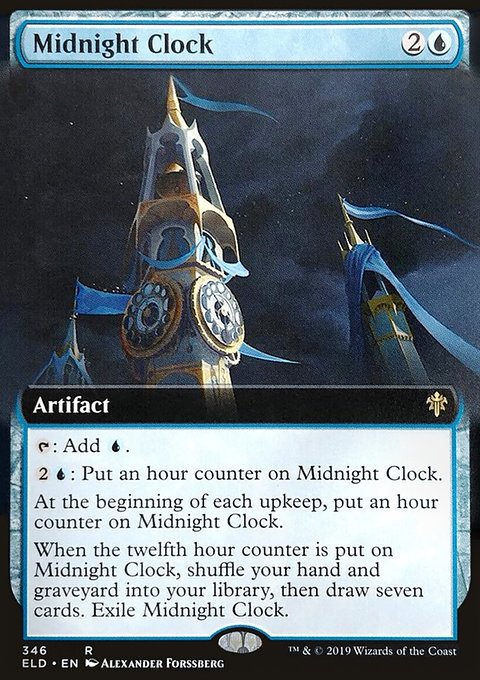 Midnight Clock 2
Artifact
: Add .
2 : Put an hour counter on Midnight Clock.
At the beginning of each upkeep, put an hour
counter on Midnight Clock.
When the twelfth hour counter is put on
Midnight Clock, shuffle your hand and
graveyard into your library, then draw seven
cards. Exile Midnight Clock.
346 R
ELD • EN ALEXANDER FORSSBERG
™ & © 2019 Wizards of the Coast